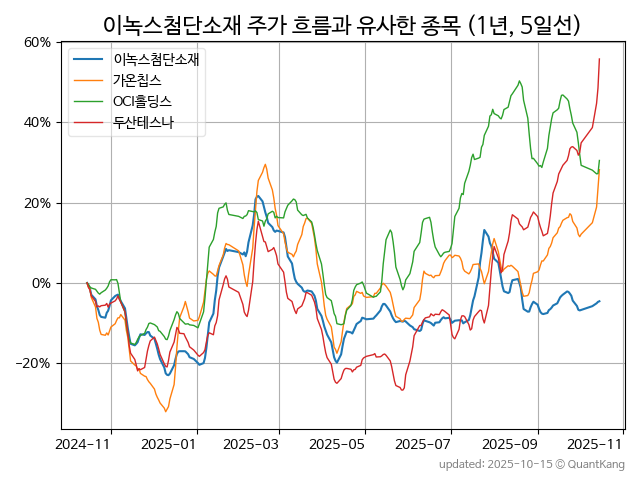 이녹스첨단소재 주가 흐름과 유사한 종목 (1년, 5일선)
60%
40%
20%
0%
−20%
이녹스첨단소재
가온칩스
OCI홀딩스
두산테스나
2024-11
2025-01
2025-03
2025-05
2025-07
2025-09
2025-11
updated: 2025-10-15 © QuantKang